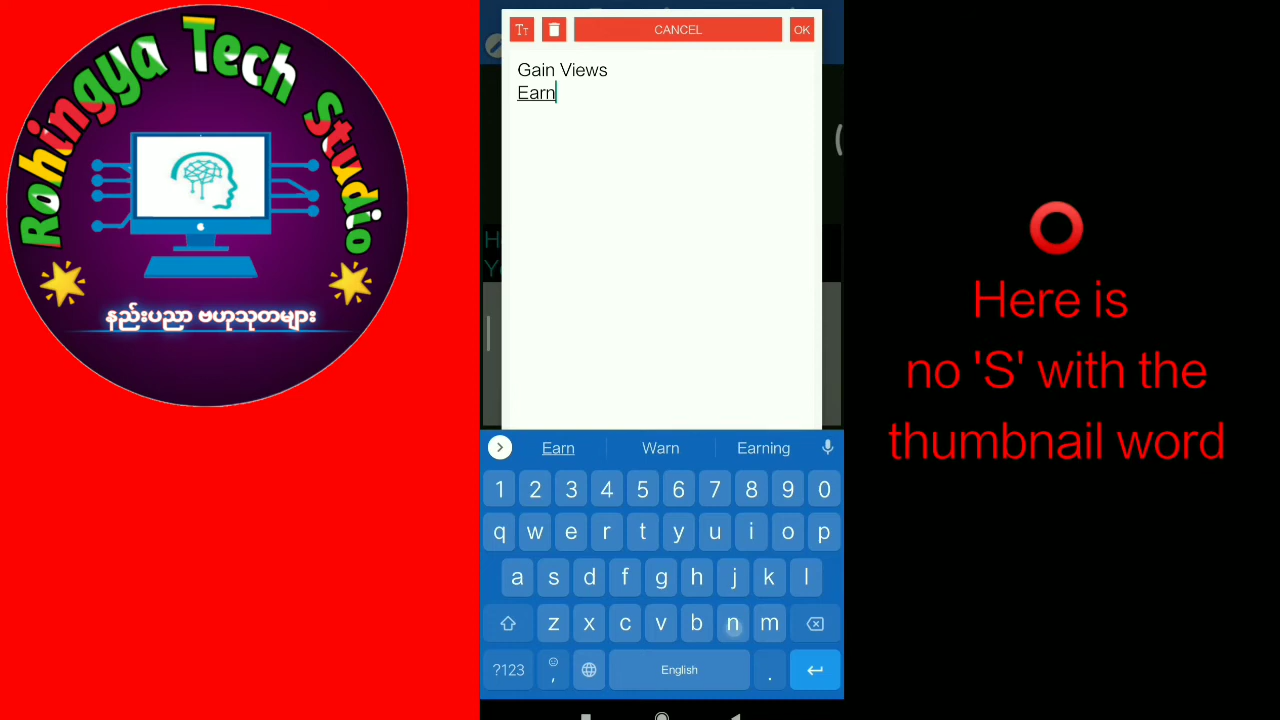 Rohingya Tech Studio
နည်းပညာ ဗဟုသုတများ
Tт CANCEL OK
Gain Views
Earn
Earn Warn Earning
1 2 3 4 5 6 7 8 9 0
q w e r t y u i o p
a s d f g h j k l
z x c v b n m
?123 , English .
Here is
no 'S' with the
thumbnail word